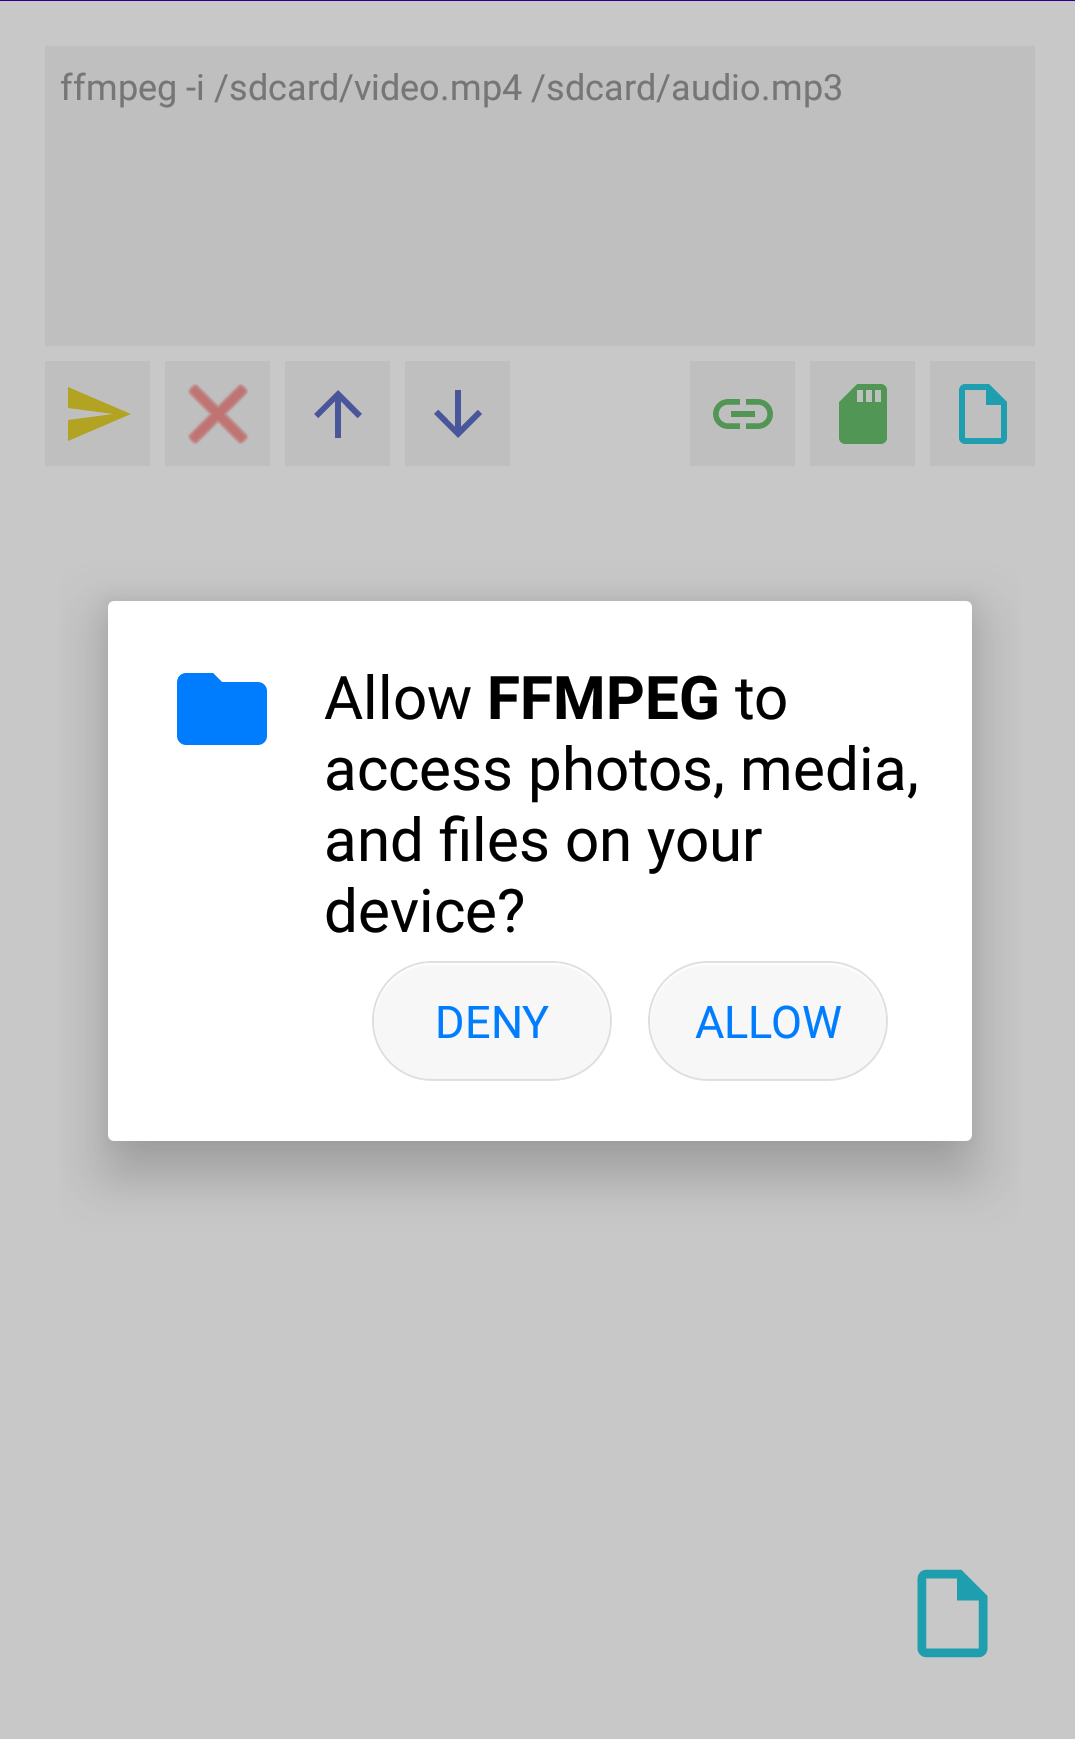 ffmpeg -i /sdcard/video.mp4 /sdcard/audio.mp3
Allow FFMPEG to
access photos, media,
and files on your
device?
DENY
ALLOW